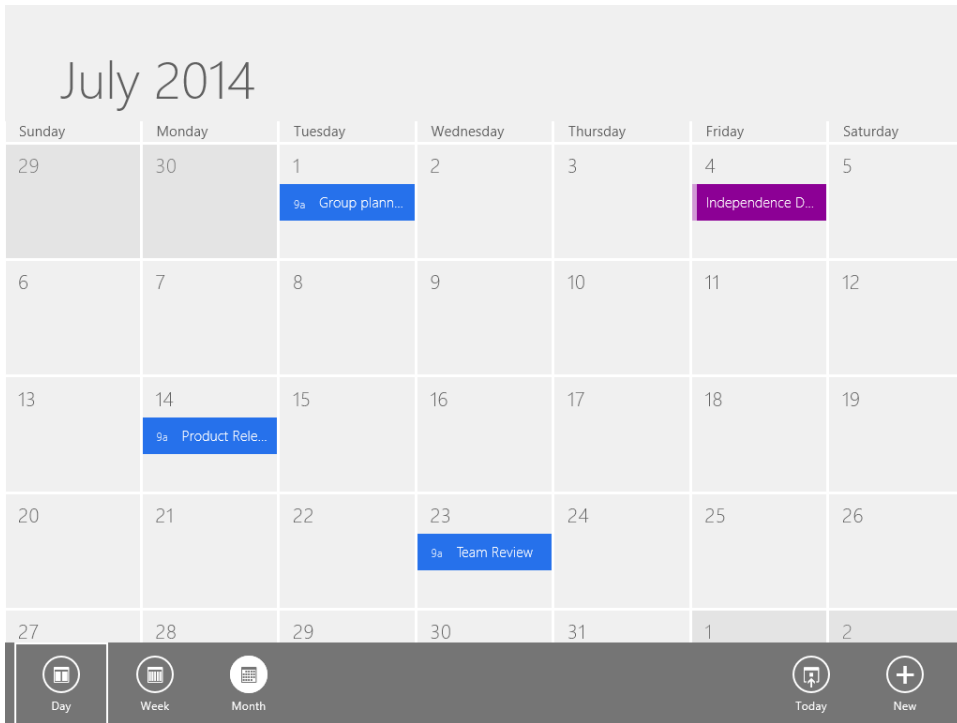 July 2014
Sunday Monday Tuesday Wednesday Thursday Friday Saturday
29 30 1 2 3 4 5
9a Group plann... Independence D...
6 7 8 9 10 11 12
13 14 15 16 17 18 19
9a Product Rele...
20 21 22 23 24 25 26
9a Team Review
27 28 29 30 31 1 2
Day Week Month Today New